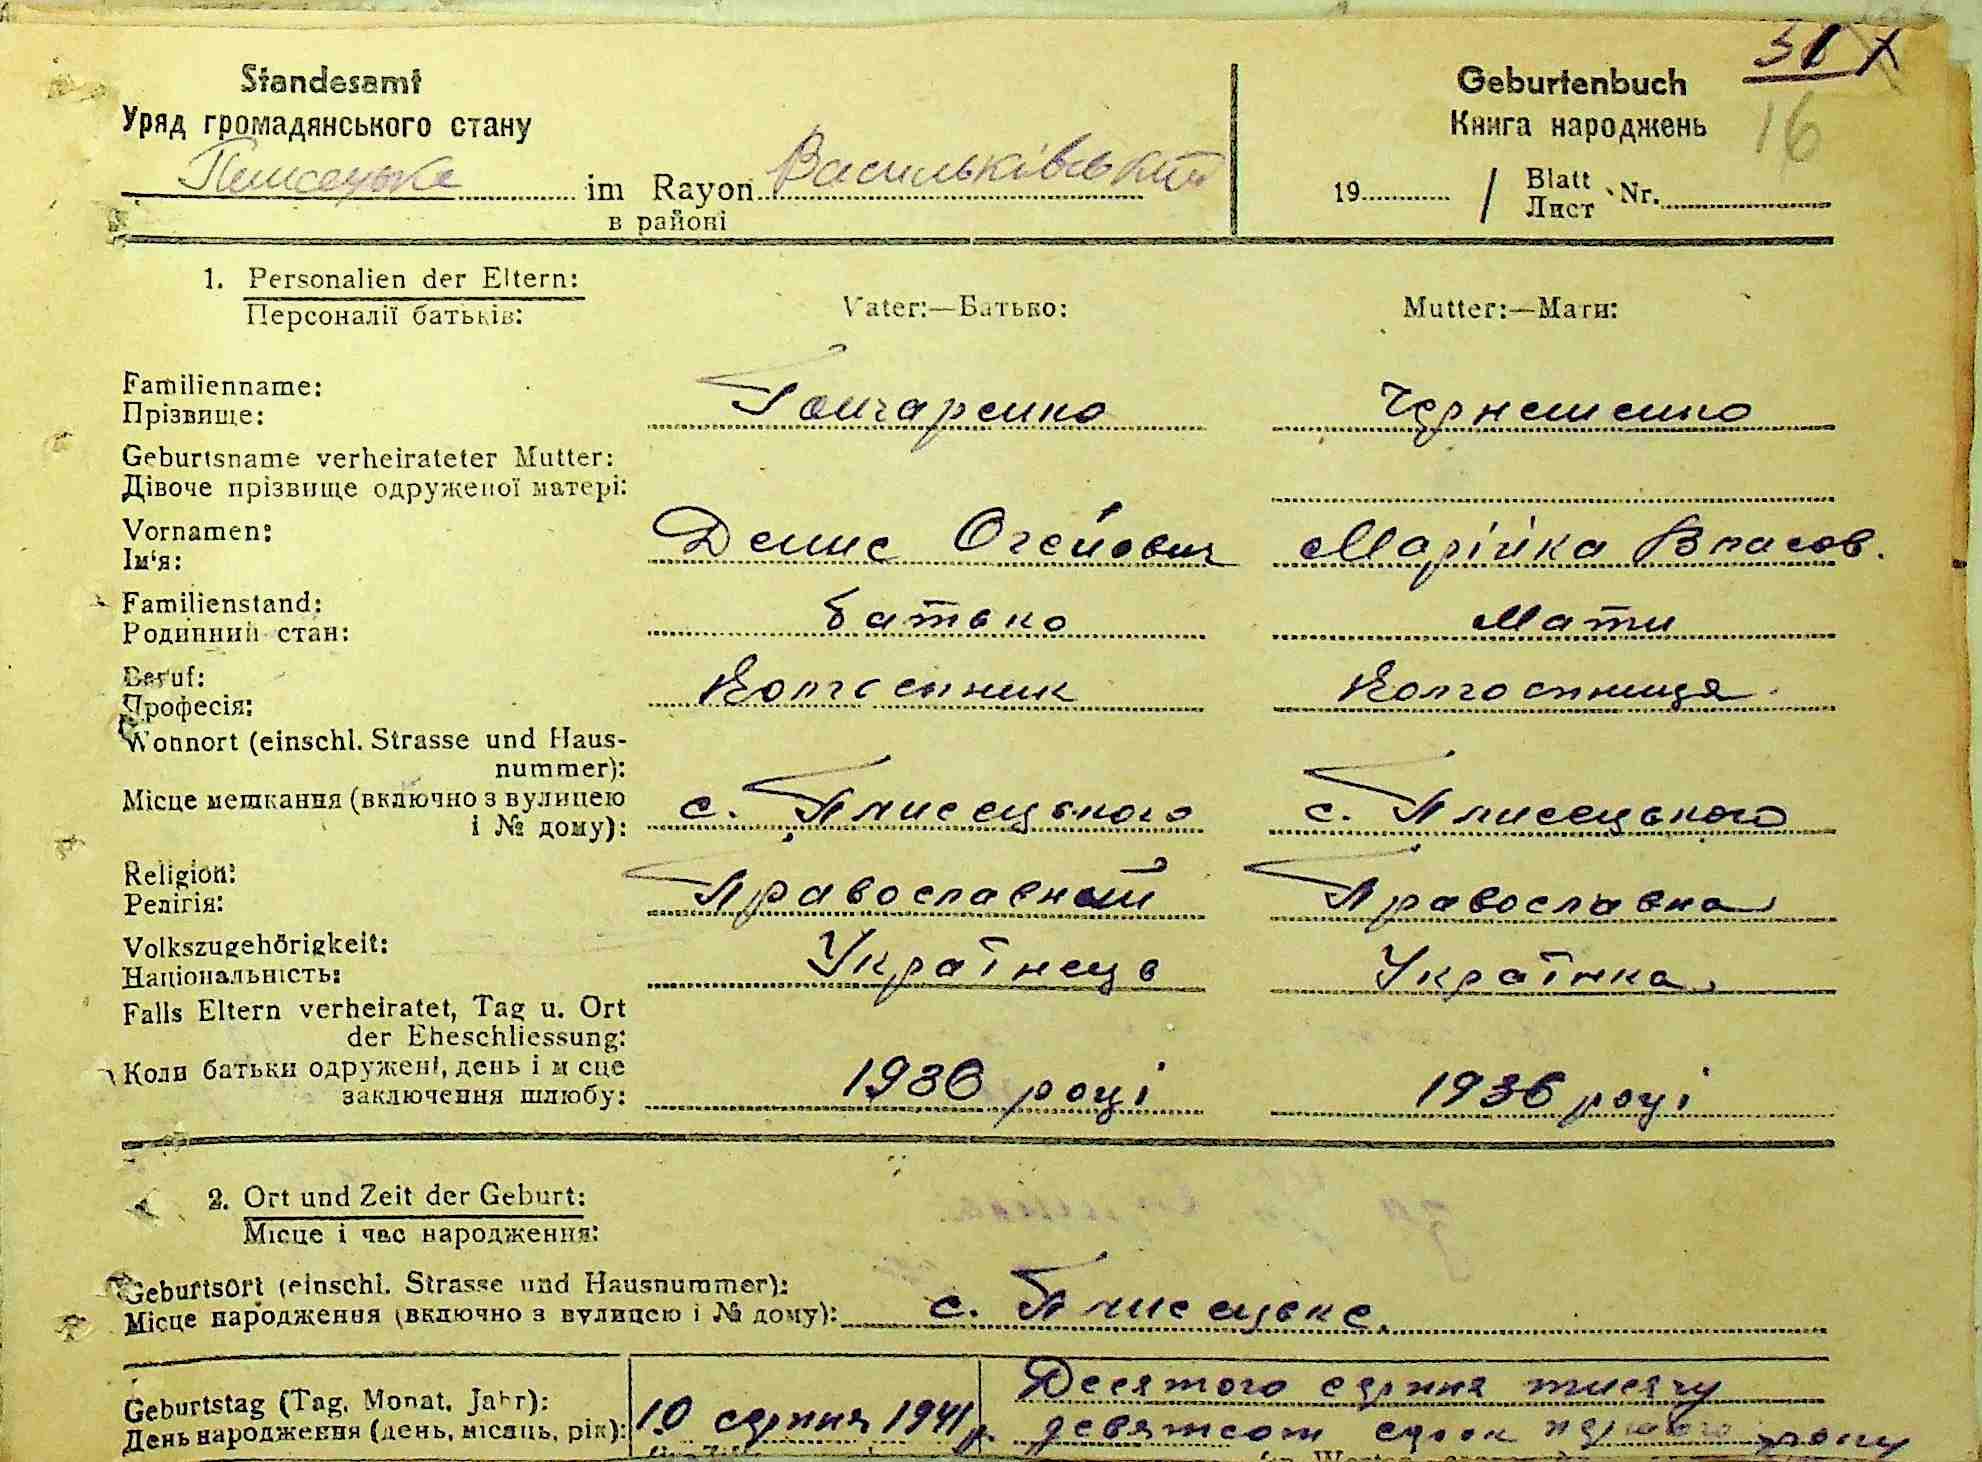 31 X
Standesamt
Уряд громадянського стану
Geburtenbuch
Книга народжень
16
Плисецьке im Rayon Васильківський
в районі
19 / Blatt Nr.
Лист
1. Personalien der Eltern:
Персоналії батьків:
Vater:—Батько: Mutter:—Мати:
Familienname:
Прізвище: Гончаренко
Geburtsname verheirateter Mutter:
Дівоче прізвище одруженої матері:
Vornamen:
Ім'я: Денис Марійка Власов.
Familienstand:
Родинний стан: батько Мати
Beruf:
Професія: Колгоспник Колгоспниця
Wohnort (einschl. Strasse und Haus-
nummer):
Місце мешкання (включно з вулицею
і № дому): с. Плисецького с. Плисецького
Religion:
Релігія: Православний Православна
Volkszugehörigkeit:
Національність: Українець Українка
Falls Eltern verheiratet, Tag u. Ort
der Eheschliessung:
Коли батьки одружені, день і м сце
заключення шлюбу: 1936 році 1936 році
2. Ort und Zeit der Geburt:
Місце і час народження:
Geburtsort (einschl. Strasse und Hausnummer):
Місце народження (включно з вулицею і № дому): с. Плисецьке.
Geburtstag (Tag, Monat, Jahr):
День народження (день, місяць, рік): 10 серпня 1941 р.
Десятого серпня тисячу
девятсот сорок першого року